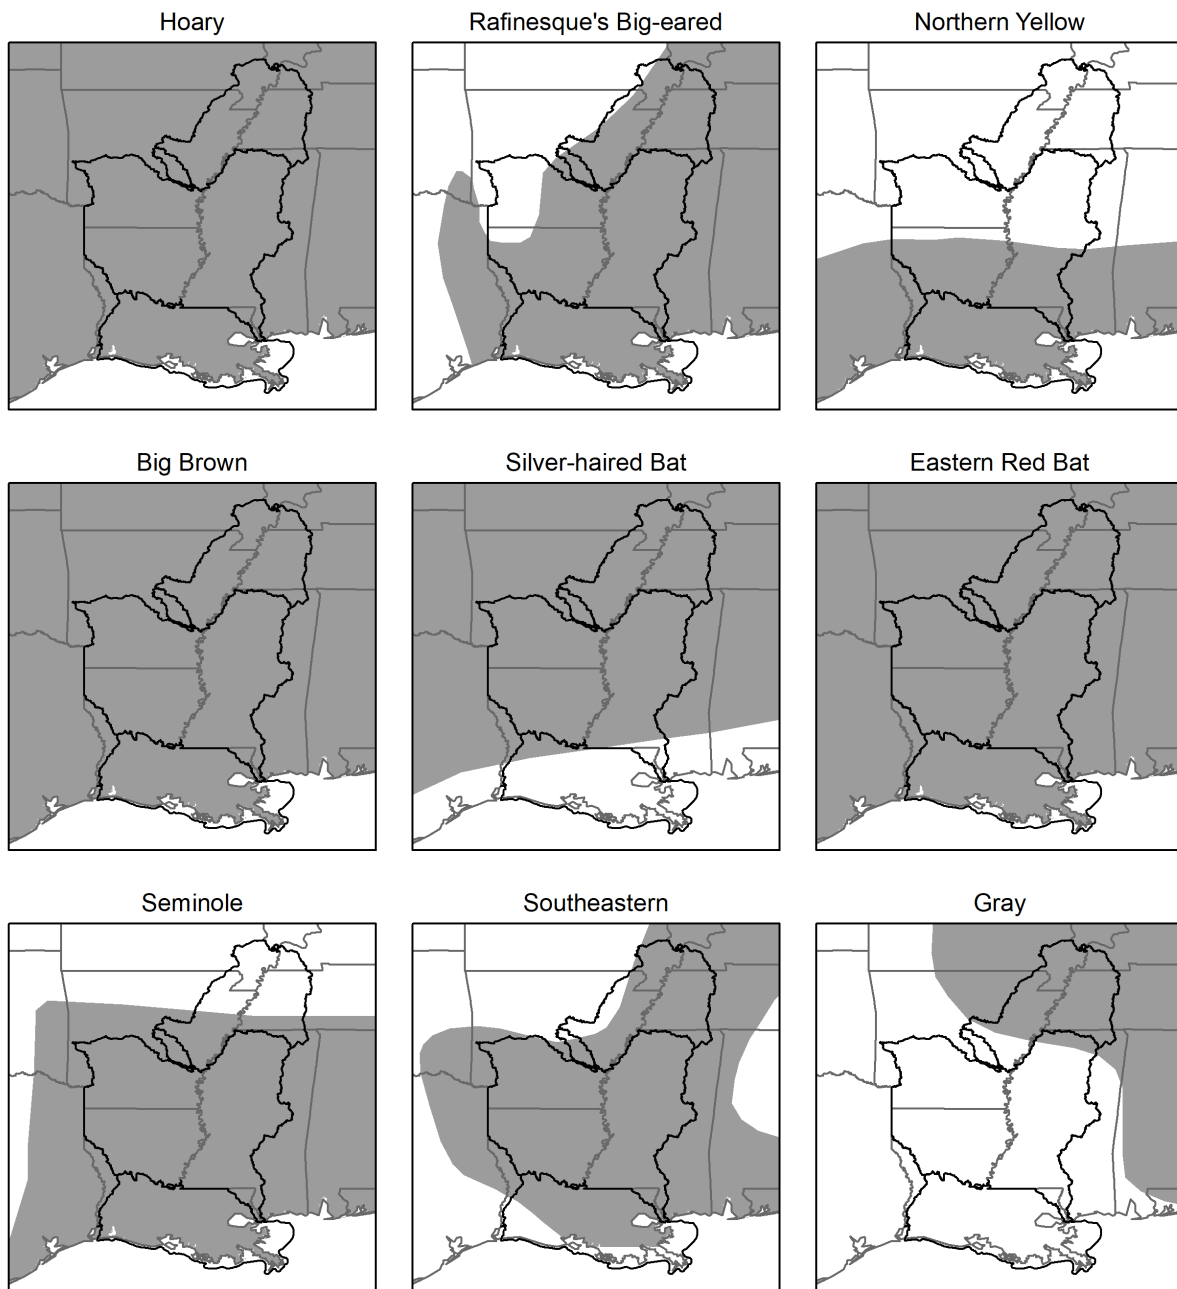 Hoary
Rafinesque's Big-eared
Northern Yellow
Big Brown
Silver-haired Bat
Eastern Red Bat
Seminole
Southeastern
Gray